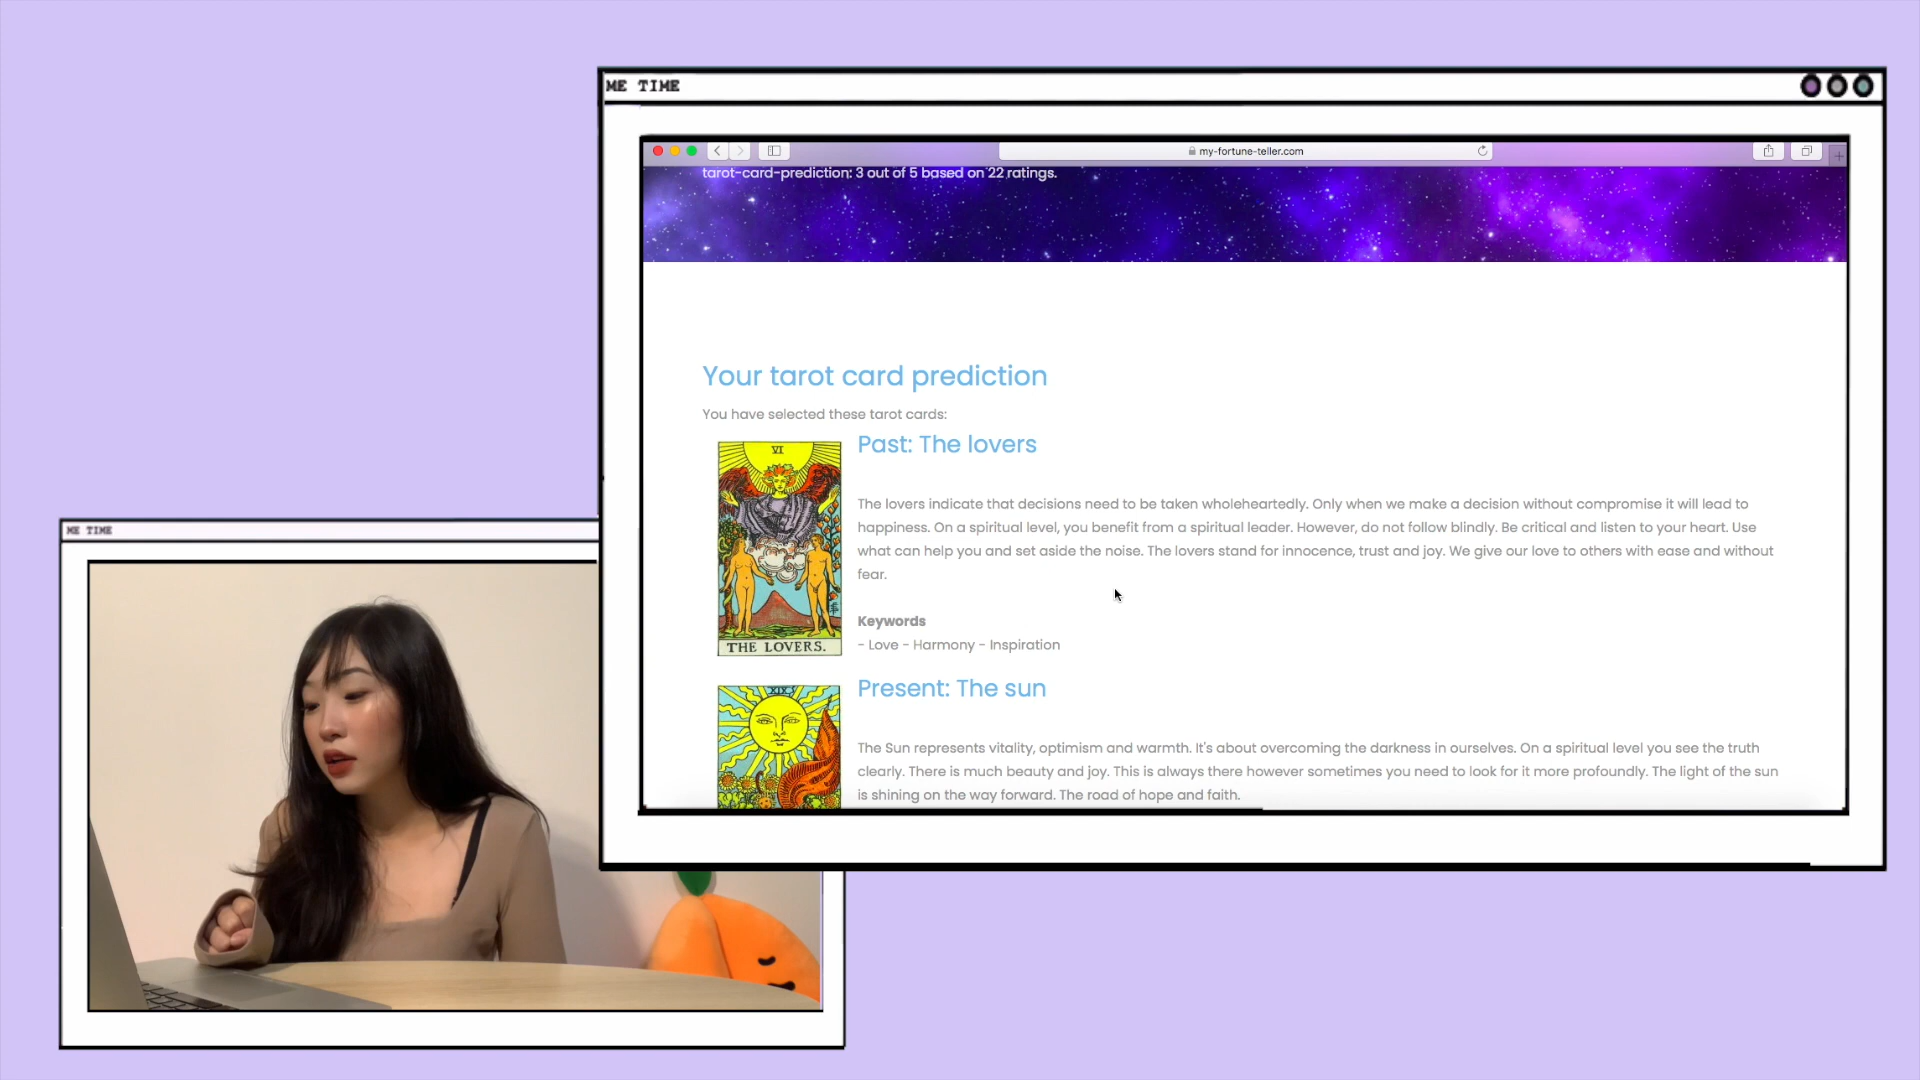 ME TIME
my-fortune-teller.com
tarot-card-prediction: 3 out of 5 based on 22 ratings.
Your tarot card prediction
You have selected these tarot cards:
VI
THE LOVERS.
Past: The lovers
The lovers indicate that decisions need to be taken wholeheartedly. Only when we make a decision without compromise it will lead to
happiness. On a spiritual level, you benefit from a spiritual leader. However, do not follow blindly. Be critical and listen to your heart. Use
what can help you and set aside the noise. The lovers stand for innocence, trust and joy. We give our love to others with ease and without
fear.
Keywords
- Love - Harmony - Inspiration
XIX
Present: The sun
The Sun represents vitality, optimism and warmth. It's about overcoming the darkness in ourselves. On a spiritual level you see the truth
clearly. There is much beauty and joy. This is always there however sometimes you need to look for it more profoundly. The light of the sun
is shining on the way forward. The road of hope and faith.
ME TIME